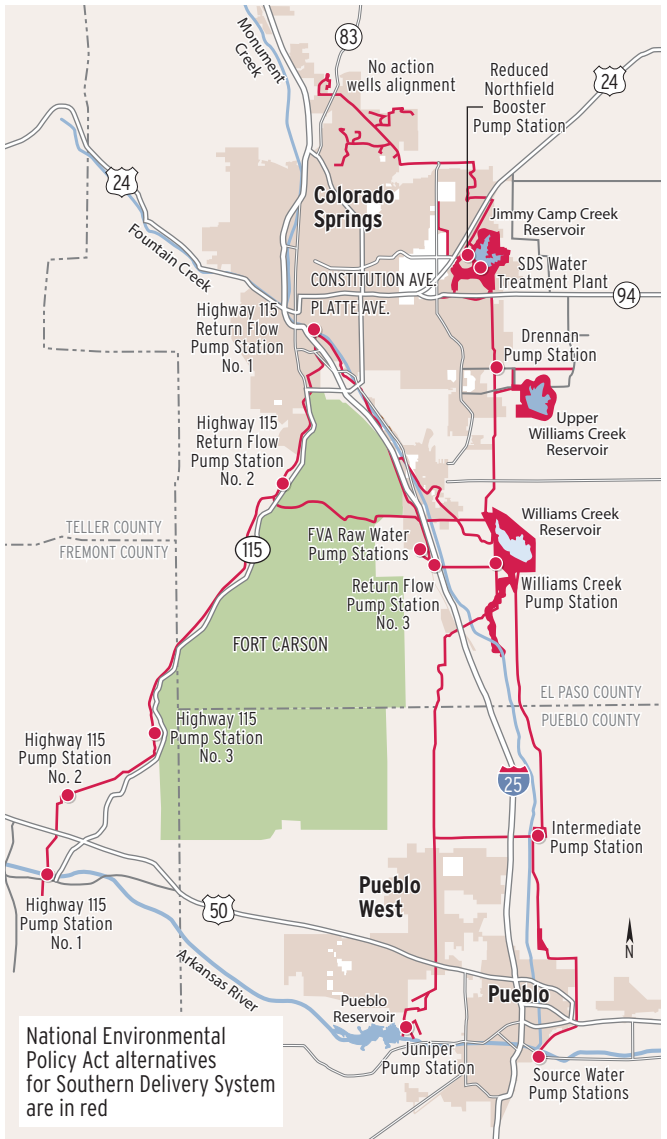 Monument
Creek
83
No action
wells alignment
Reduced
Northfield
Booster
Pump Station
24
24
Colorado
Springs
Jimmy Camp Creek
Reservoir
Fountain Creek
CONSTITUTION AVE.
SDS Water
Treatment Plant
PLATTE AVE.
94
Highway 115
Return Flow
Pump Station
No. 1
Drennan
Pump Station
Highway 115
Return Flow
Pump Station
No. 2
Upper
Williams Creek
Reservoir
TELLER COUNTY
FREMONT COUNTY
115
FVA Raw Water
Pump Stations
Williams Creek
Reservoir
Return Flow
Pump Station
No. 3
Williams Creek
Pump Station
FORT CARSON
EL PASO COUNTY
PUEBLO COUNTY
Highway 115
Pump Station
No. 3
Highway 115
Pump Station
No. 2
25
Intermediate
Pump Station
Highway 115
Pump Station
No. 1
50
Pueblo
West
N
Arkansas River
Pueblo
Reservoir
Pueblo
Juniper
Pump Station
Source Water
Pump Stations
National Environmental
Policy Act alternatives
for Southern Delivery System
are in red